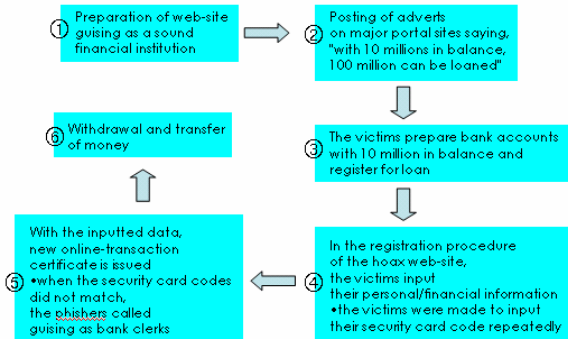 ① Preparation of web-site
guising as a sound
financial institution
② Posting of adverts
on major portal sites saying,
"with 10 millions in balance,
100 million can be loaned"
③ The victims prepare bank accounts
with 10 million in balance and
register for loan
④ In the registration procedure
of the hoax web-site,
the victims input
their personal/financial information
•the victims were made to input
their security card code repeatedly
⑤ With the inputted data,
new online-transaction
certificate is issued
•when the security card codes
did not match,
the phishers called
guising as bank clerks
⑥ Withdrawal and transfer
of money